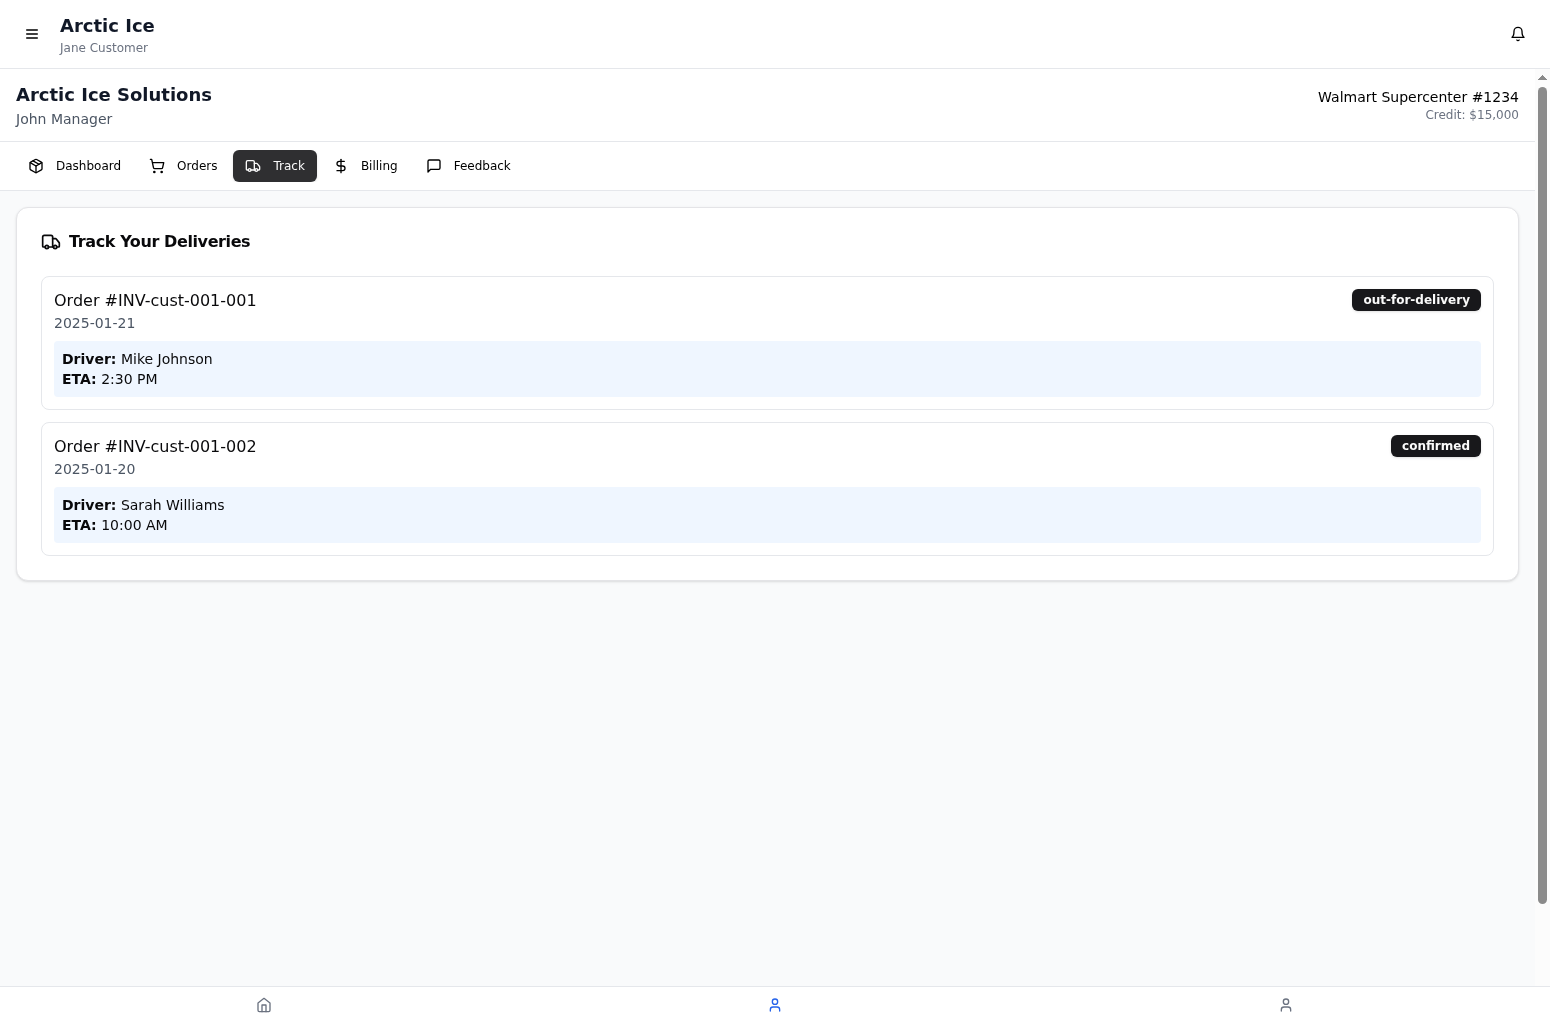 Arctic Ice
Jane Customer
Arctic Ice Solutions
John Manager
Walmart Supercenter #1234
Credit: $15,000
Dashboard
Orders
Track
Billing
Feedback
Track Your Deliveries
Order #INV-cust-001-001
out-for-delivery
2025-01-21
Driver: Mike Johnson
ETA: 2:30 PM
Order #INV-cust-001-002
confirmed
2025-01-20
Driver: Sarah Williams
ETA: 10:00 AM